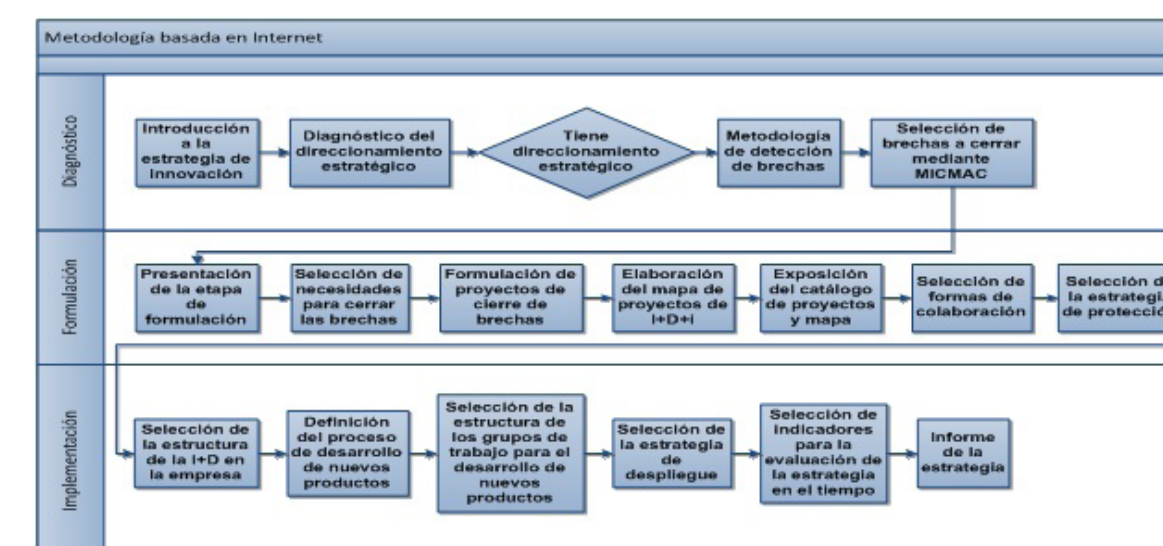 Metodología basada en Internet
Diagnóstico
Introducción
a la
estrategia de
innovación
Diagnóstico del
direccionamiento
estratégico
Tiene
direccionamiento
estratégico
Metodología
de detección
de brechas
Selección de
brechas a cerrar
mediante
MICMAC
Formulación
Presentación
de la etapa
de
formulación
Selección de
necesidades
para cerrar
las brechas
Formulación de
proyectos de
cierre de
brechas
Elaboración
del mapa de
proyectos de
I+D+i
Exposición
del catálogo
de proyectos
y mapa
Selección de
formas de
colaboración
Selección d
la estrategi
de protecció
Implementación
Selección de
la estructura
de la I+D en
la empresa
Definición
del proceso
de desarrollo
de nuevos
productos
Selección de la
estructura de
los grupos de
trabajo para el
desarrollo de
nuevos
productos
Selección de
la estrategia
de
despliegue
Selección de
indicadores
para la
evaluación de
la estrategia
en el tiempo
Informe
de la
estrategia